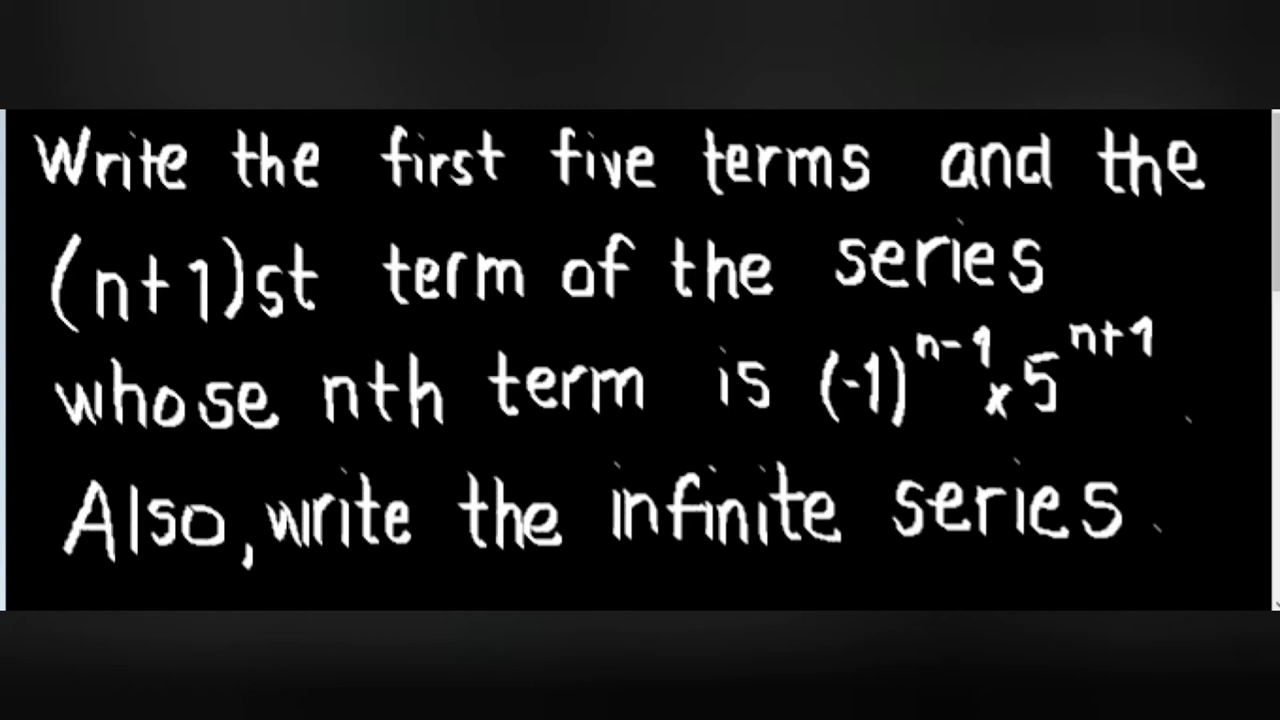 Write the first five terms and the
(n+1)st term of the series
whose nth term is (-1)^{n-1} x 5^{n+1}.
Also, write the infinite series.